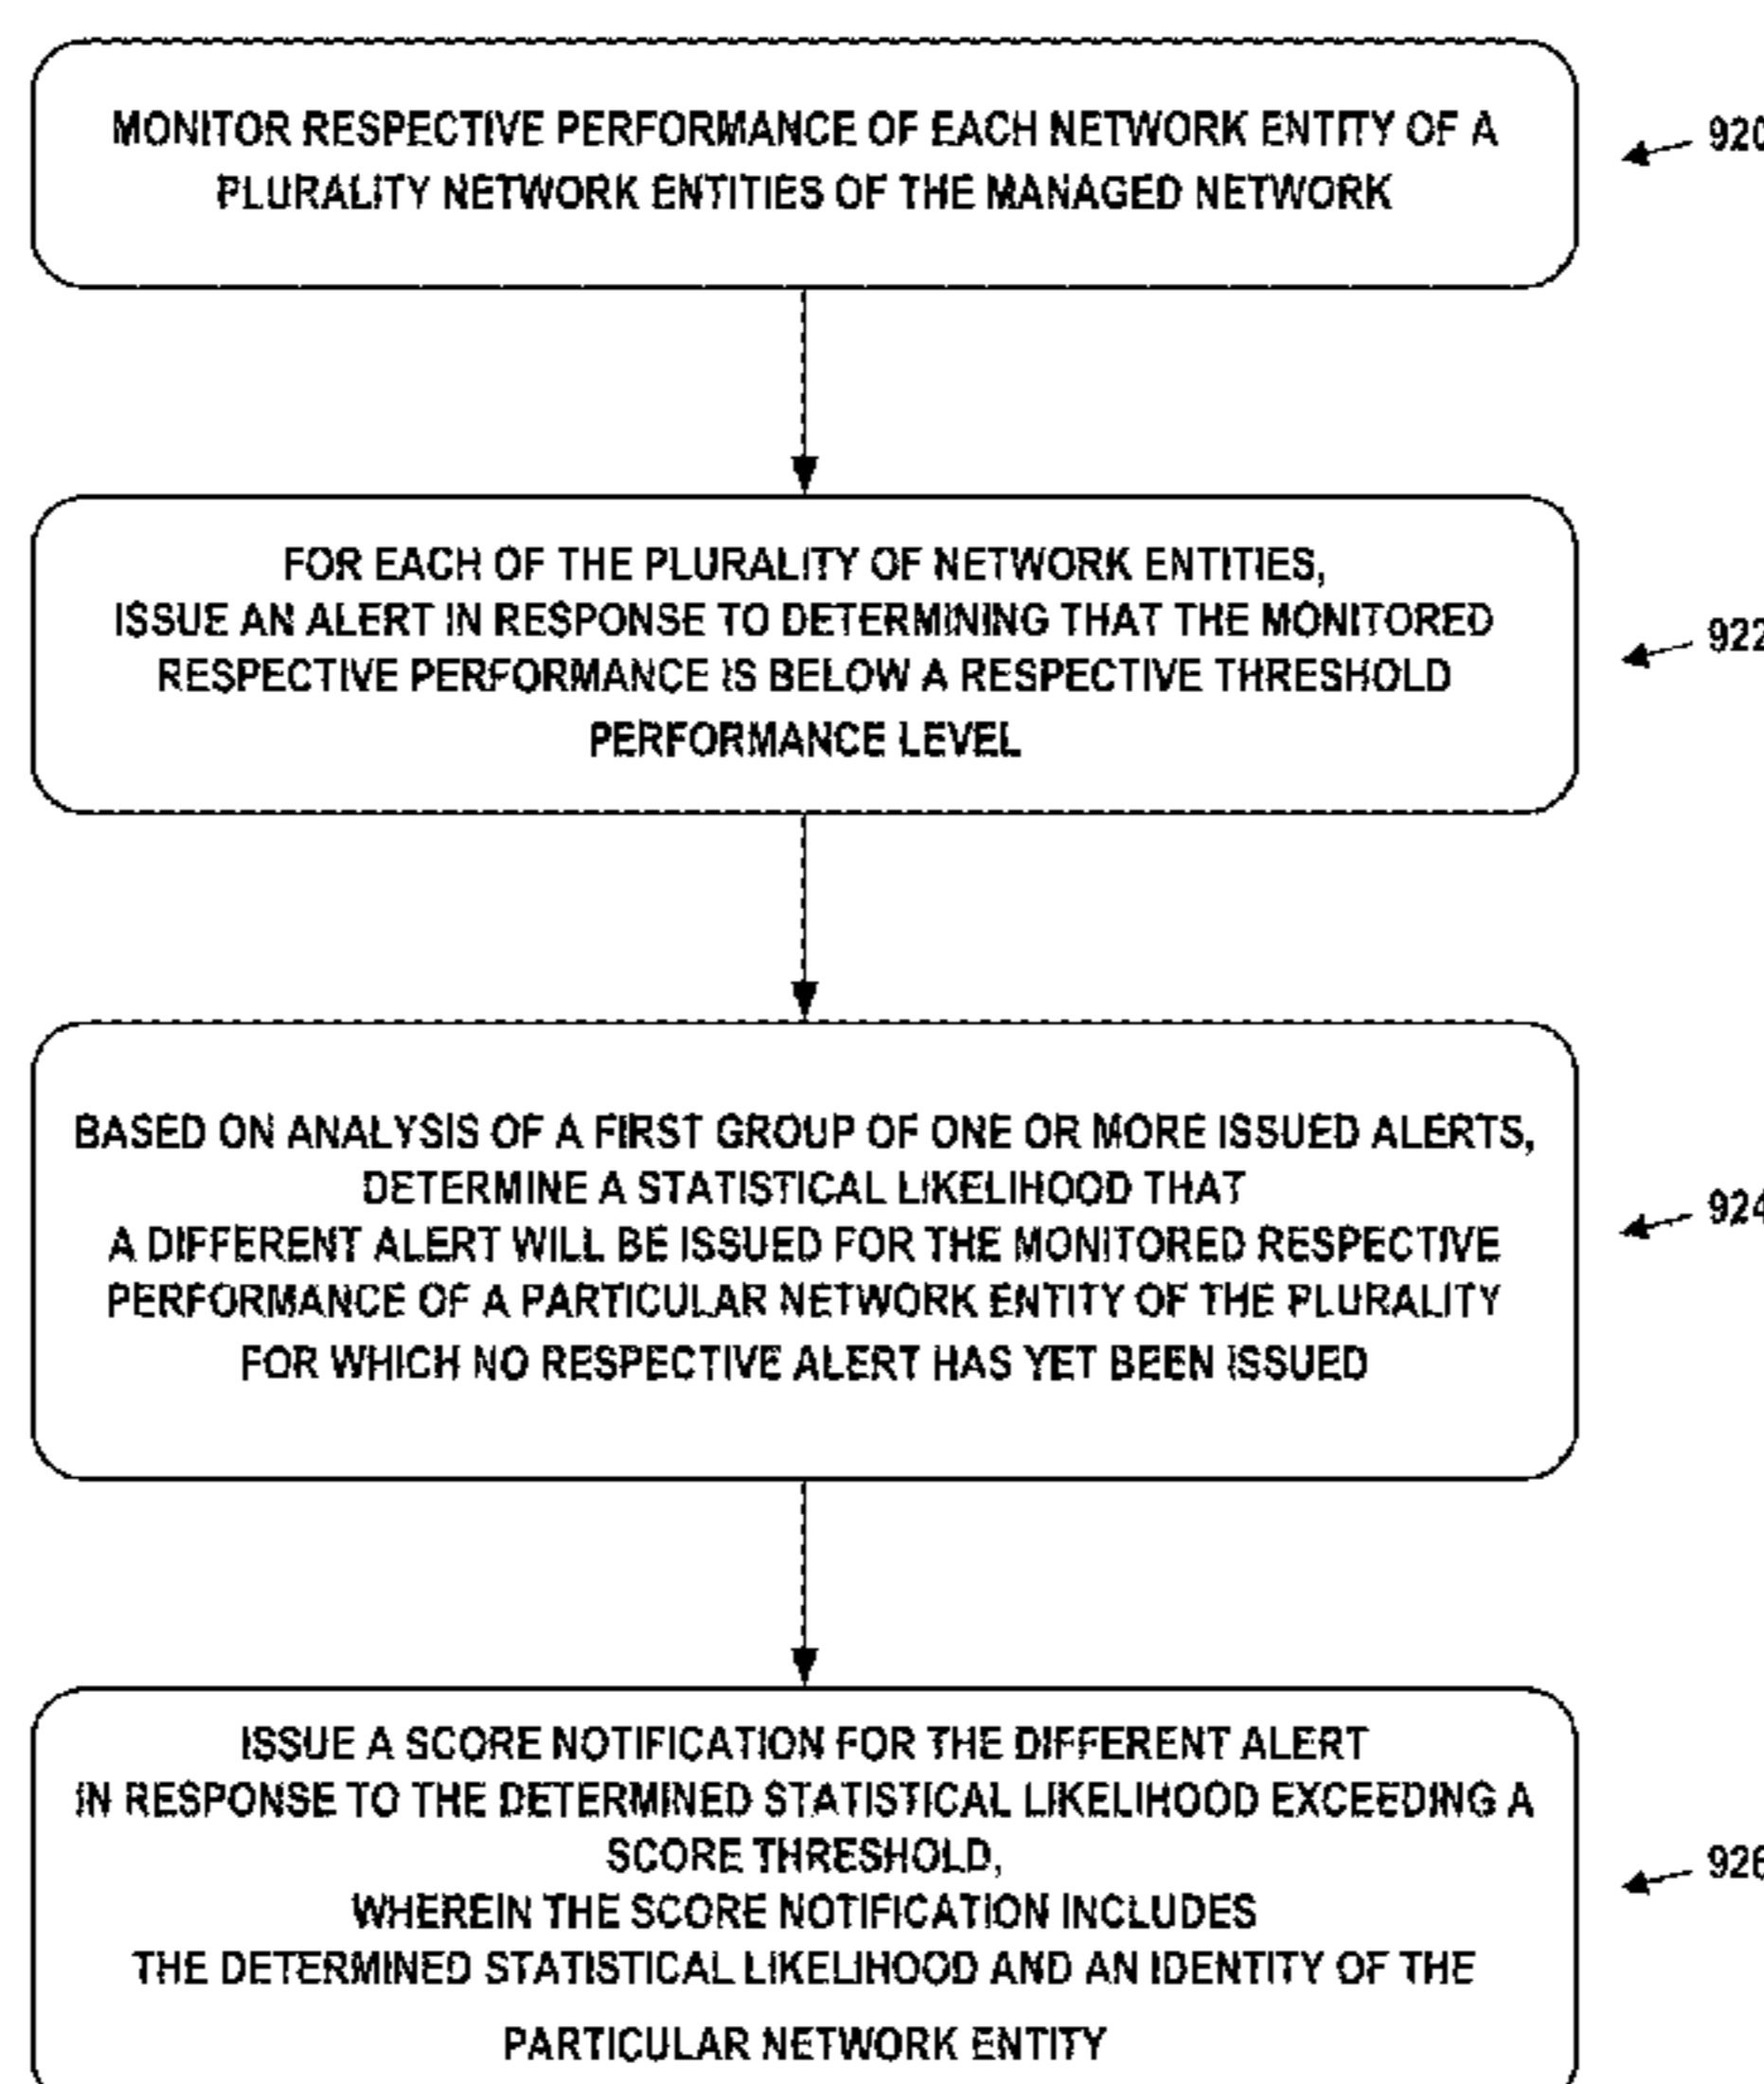 MONITOR RESPECTIVE PERFORMANCE OF EACH NETWORK ENTITY OF A
PLURALITY NETWORK ENTITIES OF THE MANAGED NETWORK
920
FOR EACH OF THE PLURALITY OF NETWORK ENTITIES,
ISSUE AN ALERT IN RESPONSE TO DETERMINING THAT THE MONITORED
RESPECTIVE PERFORMANCE IS BELOW A RESPECTIVE THRESHOLD
PERFORMANCE LEVEL
922
BASED ON ANALYSIS OF A FIRST GROUP OF ONE OR MORE ISSUED ALERTS,
DETERMINE A STATISTICAL LIKELIHOOD THAT
A DIFFERENT ALERT WILL BE ISSUED FOR THE MONITORED RESPECTIVE
PERFORMANCE OF A PARTICULAR NETWORK ENTITY OF THE PLURALITY
FOR WHICH NO RESPECTIVE ALERT HAS YET BEEN ISSUED
924
ISSUE A SCORE NOTIFICATION FOR THE DIFFERENT ALERT
IN RESPONSE TO THE DETERMINED STATISTICAL LIKELIHOOD EXCEEDING A
SCORE THRESHOLD,
WHEREIN THE SCORE NOTIFICATION INCLUDES
THE DETERMINED STATISTICAL LIKELIHOOD AND AN IDENTITY OF THE
PARTICULAR NETWORK ENTITY
926